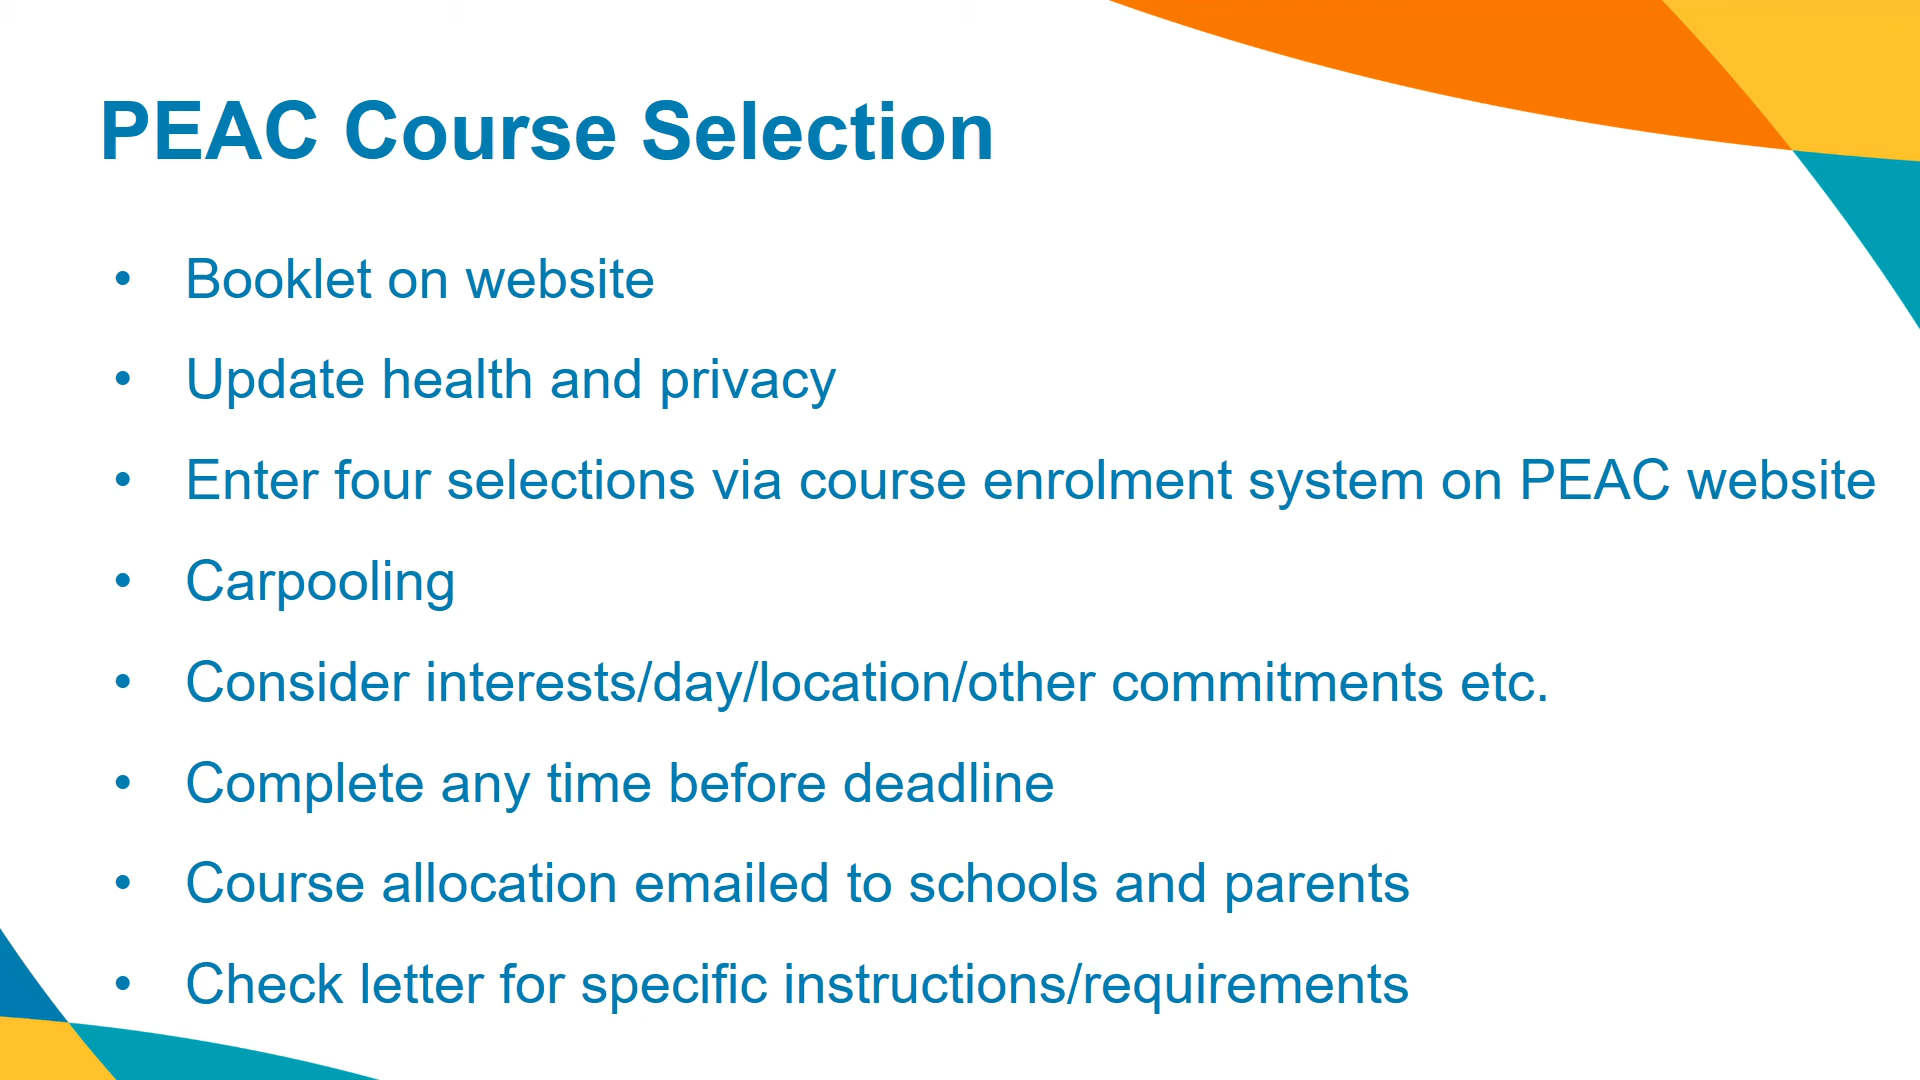 PEAC Course Selection
• Booklet on website
• Update health and privacy
• Enter four selections via course enrolment system on PEAC website
• Carpooling
• Consider interests/day/location/other commitments etc.
• Complete any time before deadline
• Course allocation emailed to schools and parents
• Check letter for specific instructions/requirements